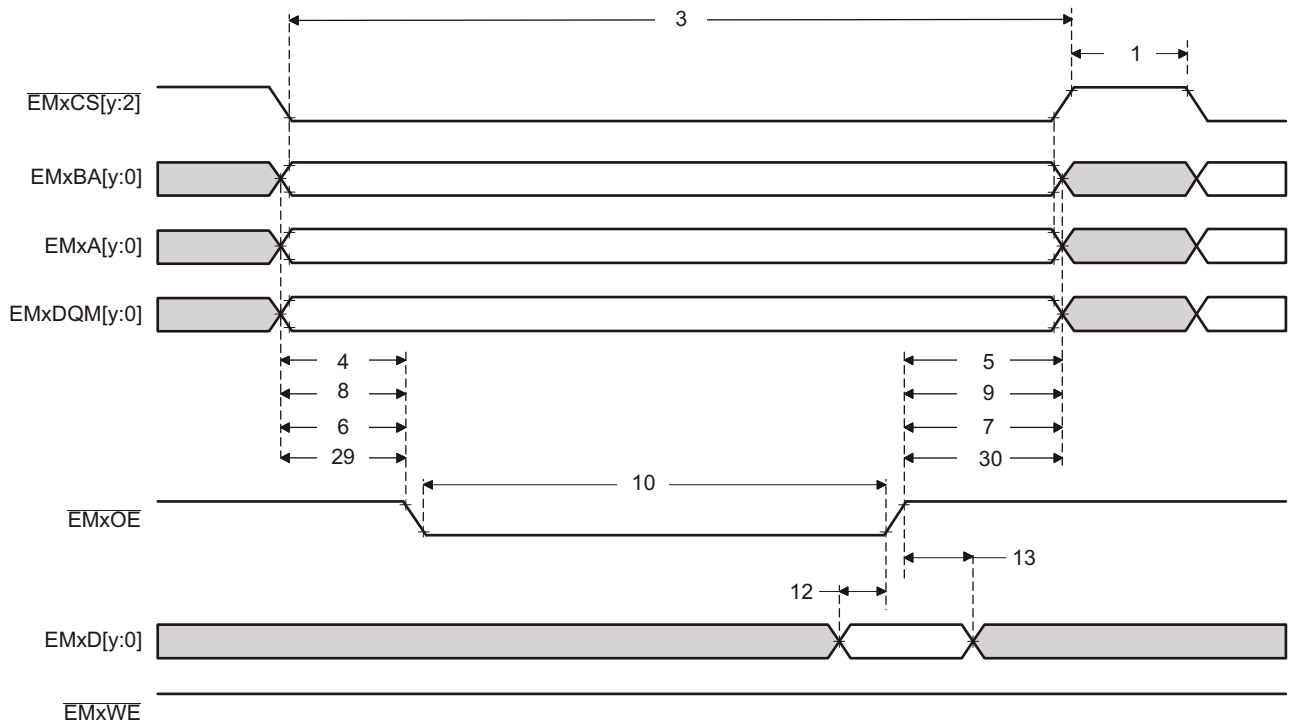 3
1
EMxCS[y:2]
EMxBA[y:0]
EMxA[y:0]
EMxDQM[y:0]
4 5
8 9
6 7
29 30
10
EMxOE
13
12
EMxD[y:0]
EMxWE